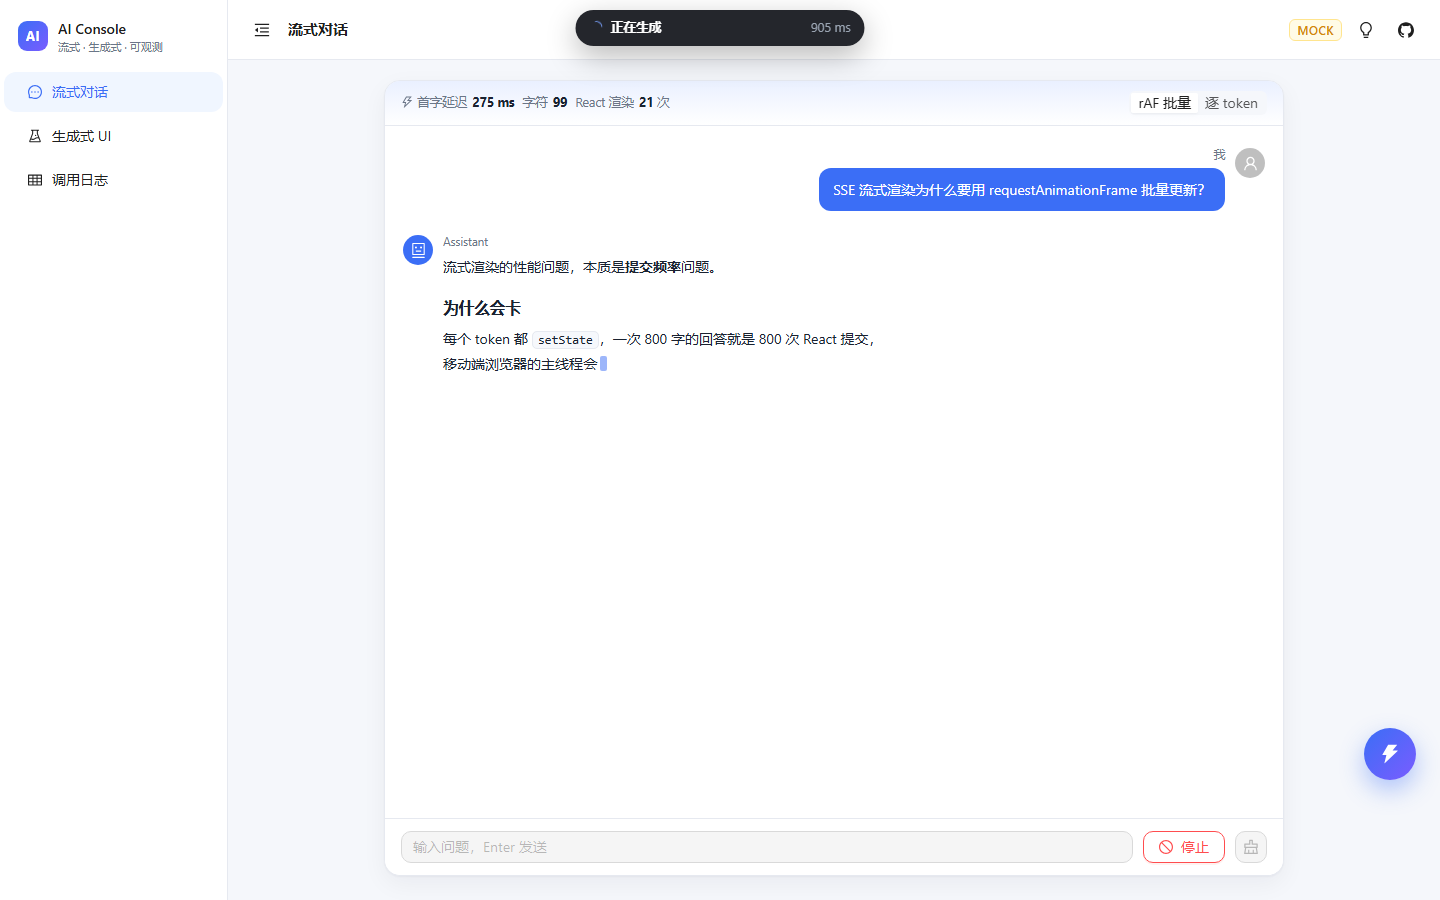 AI
AI Console
流式 · 生成式 · 可观测
流式对话
生成式 UI
调用日志
流式对话
正在生成
905 ms
MOCK
首字延迟 275 ms 字符 99 React 渲染 21 次
rAF 批量 逐 token
我
SSE 流式渲染为什么要用 requestAnimationFrame 批量更新?
Assistant
流式渲染的性能问题，本质是提交频率问题。
为什么会卡
每个 token 都 setState，一次 800 字的回答就是 800 次 React 提交，
移动端浏览器的主线程会
输入问题，Enter 发送
停止